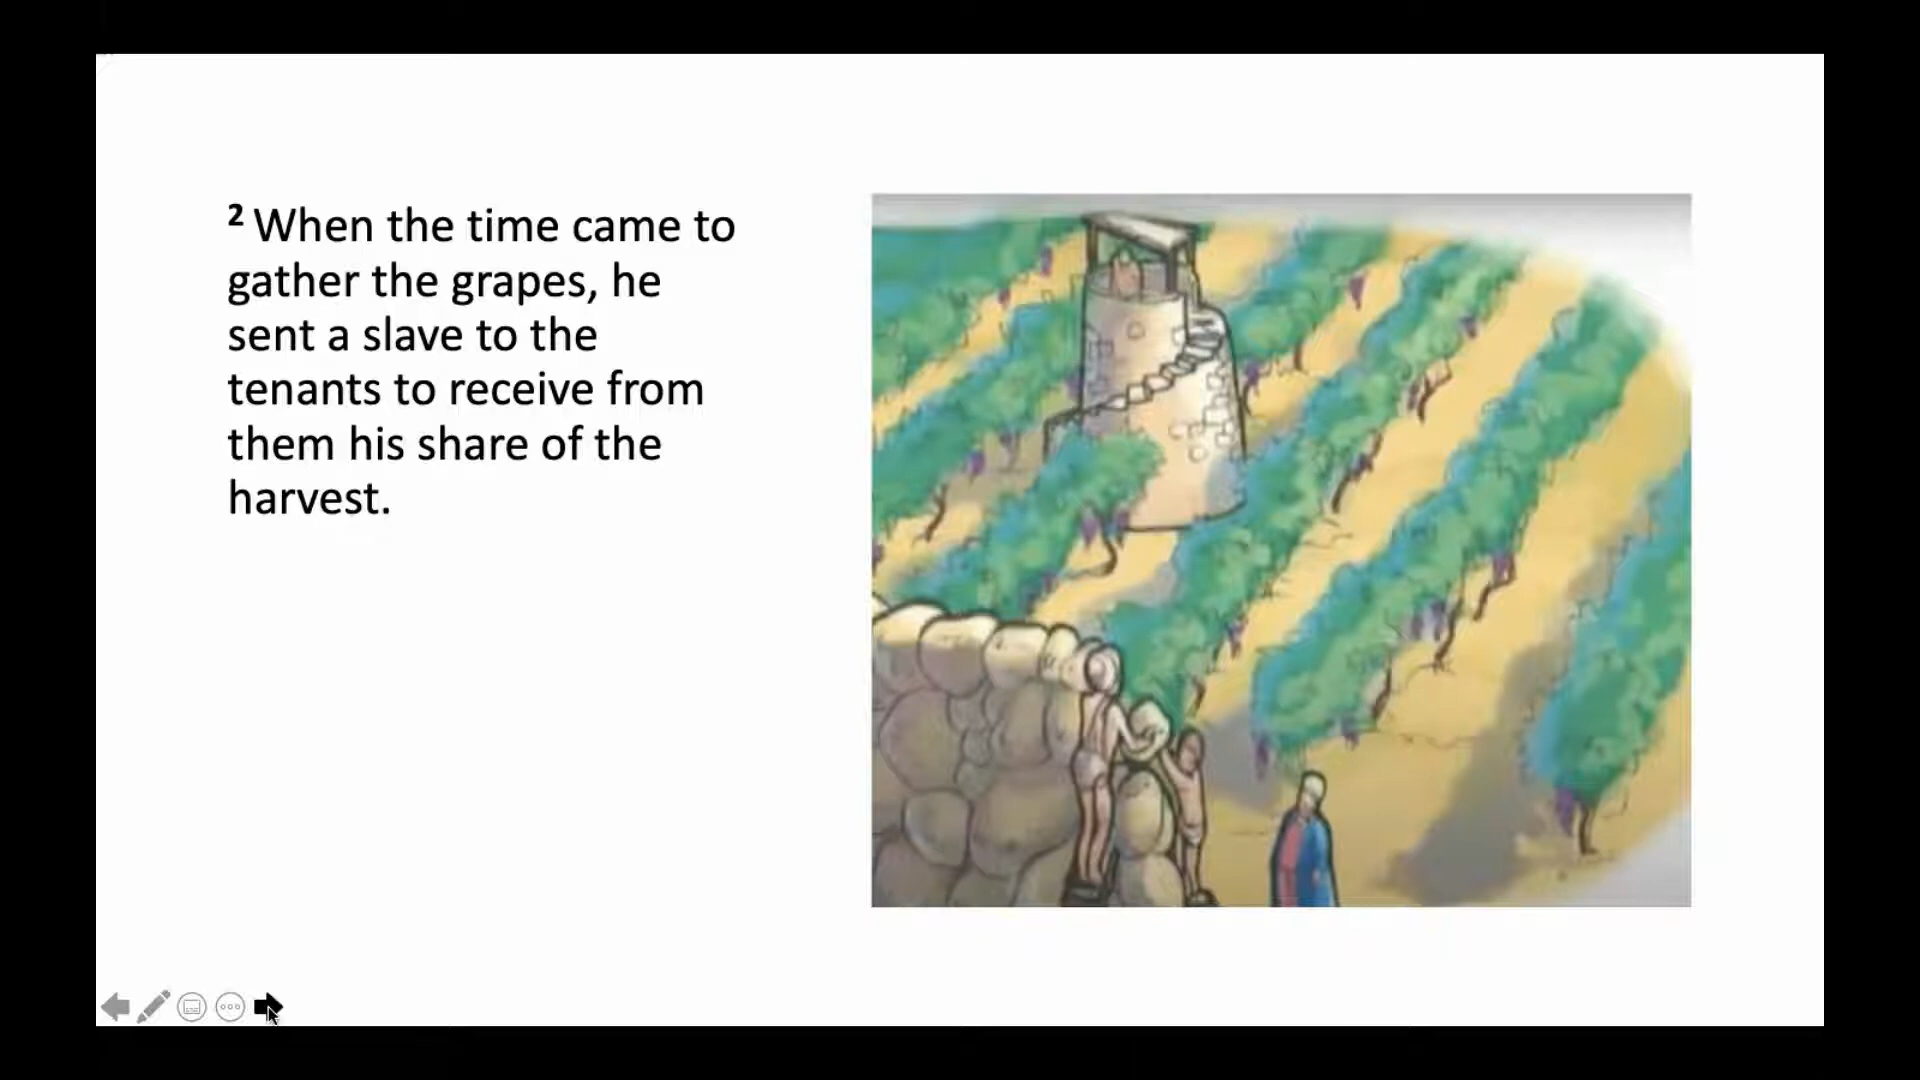 ² When the time came to
gather the grapes, he
sent a slave to the
tenants to receive from
them his share of the
harvest.